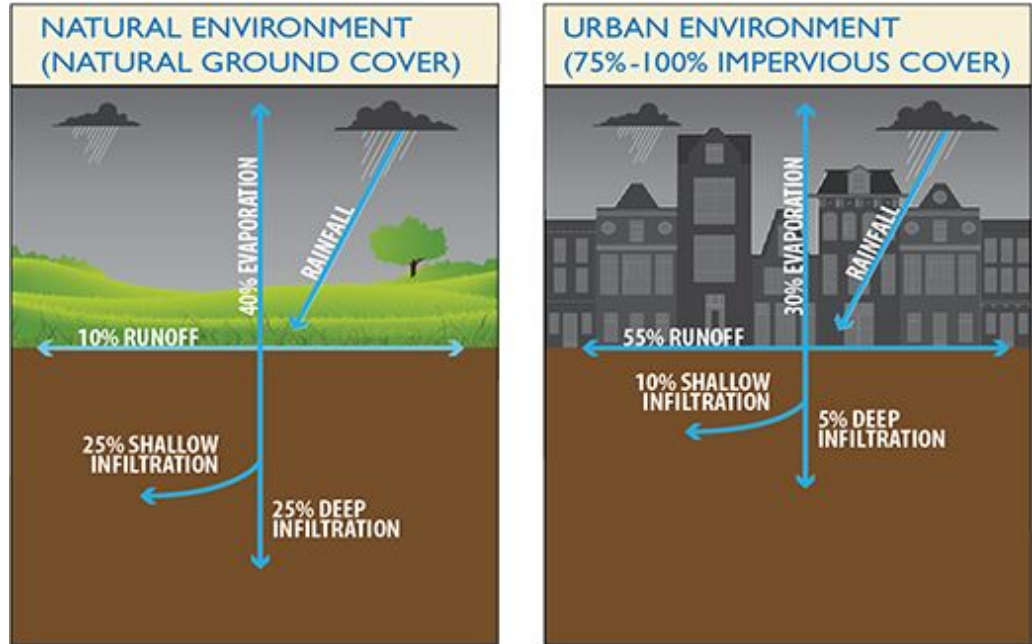 NATURAL ENVIRONMENT
(NATURAL GROUND COVER)
40% EVAPORATION
RAINFALL
10% RUNOFF
25% SHALLOW
INFILTRATION
25% DEEP
INFILTRATION
URBAN ENVIRONMENT
(75%-100% IMPERVIOUS COVER)
30% EVAPORATION
RAINFALL
55% RUNOFF
10% SHALLOW
INFILTRATION
5% DEEP
INFILTRATION